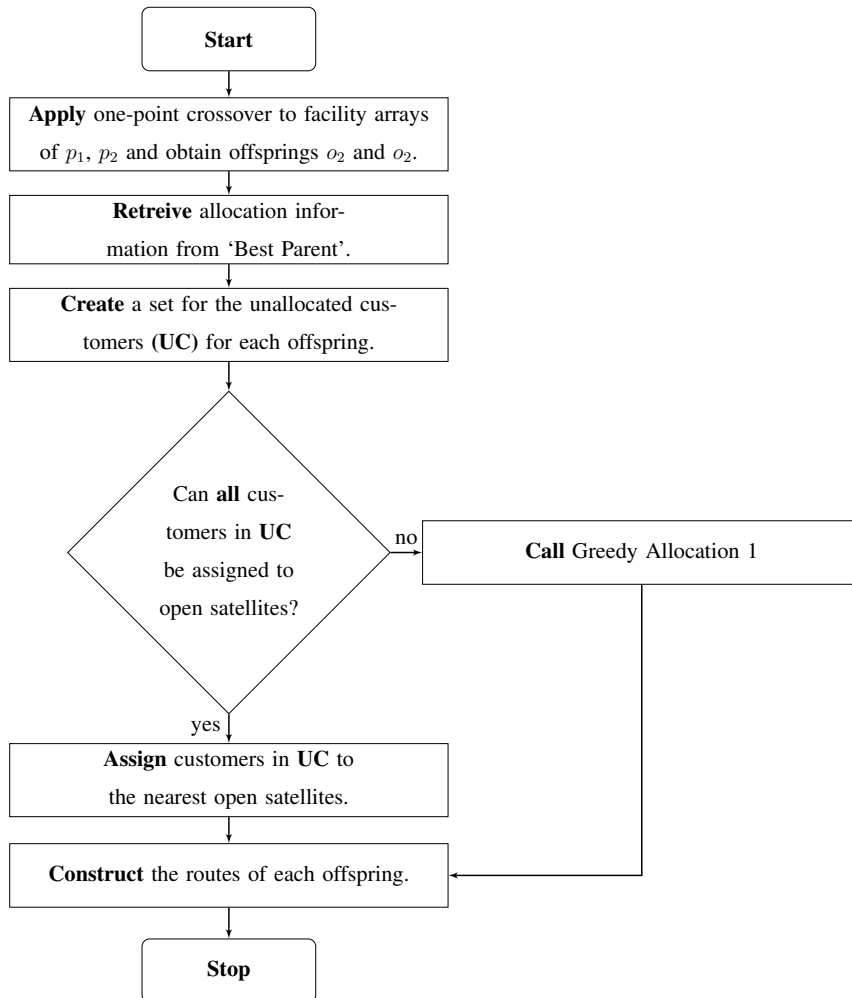 Start
Apply one-point crossover to facility arrays
of p₁, p₂ and obtain offsprings o₂ and o₂.
Retreive allocation infor-
mation from ‘Best Parent’.
Create a set for the unallocated cus-
tomers (UC) for each offspring.
Can all cus-
tomers in UC
be assigned to
open satellites?
no
Call Greedy Allocation 1
yes
Assign customers in UC to
the nearest open satellites.
Construct the routes of each offspring.
Stop